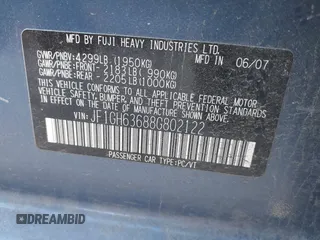 MFD BY FUJI HEAVY INDUSTRIES LTD.
GVWR/PNBV:4299LB.(1950KG) 06/07
GAWR/PNBE:FRONT- 2183LB( 990KG)
GAWR/PNBE:REAR - 2205LB(1000KG)
THIS VEHICLE CONFORMS TO ALL APPLICABLE FEDERAL MOTOR VEHICLE
SAFETY, BUMPER, AND THEFT PREVENTION STANDARDS IN EFFECT ON THE
DATE OF MANUFACTURE SHOWN ABOVE.
VIN: JF1GH63688G802122
PASSENGER CAR TYPE:PC/VT
DREAMBID